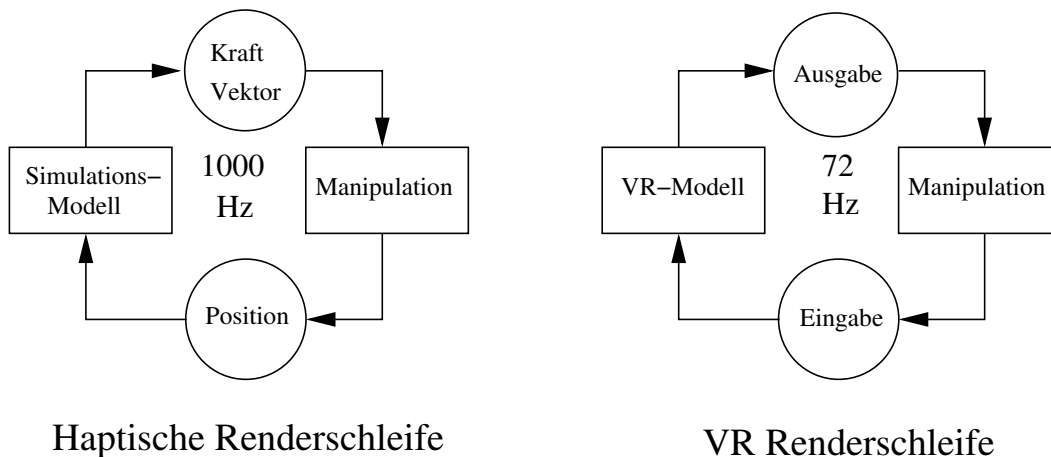 Kraft
Vektor
Simulations–
Modell
1000
Hz
Manipulation
Position
Haptische Renderschleife
Ausgabe
VR–Modell
72
Hz
Manipulation
Eingabe
VR Renderschleife